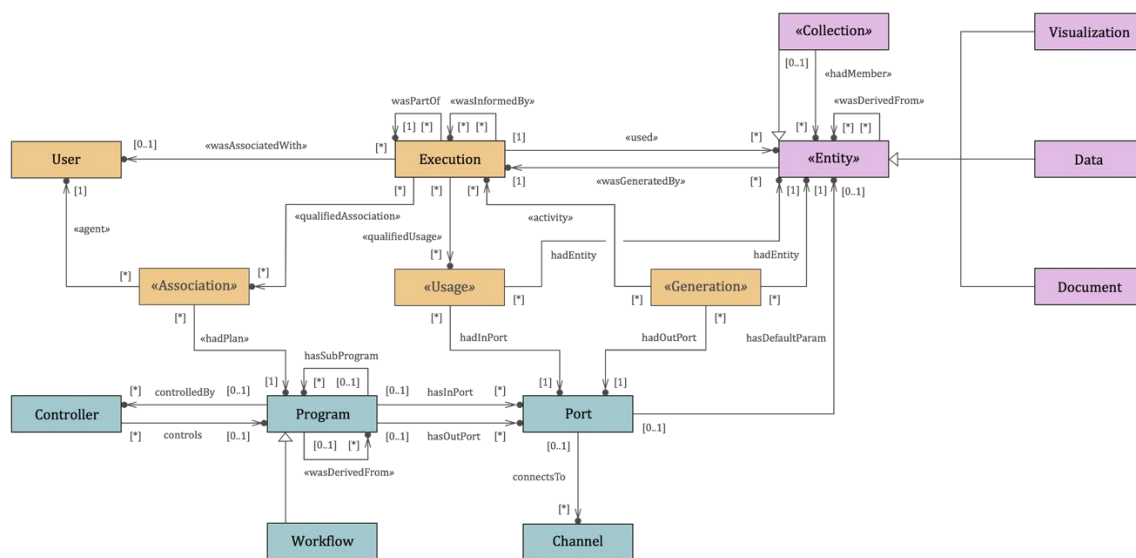 «Collection»
Visualization
[0..1]
«hadMember»
wasPartOf
«wasInformedBy»
«wasDerivedFrom»
[1]
[*]
[*]
[*]
[1]
«used»
[*]
[*]
[*]
[*]
[0..1]
«wasAssociatedWith»
[*]
User
Execution
«Entity»
Data
[1]
[*]
[*]
[*]
[1]
«wasGeneratedBy»
[*]
[1]
[1]
[0..1]
«qualifiedAssociation»
«activity»
«agent»
«qualifiedUsage»
[*]
hadEntity
hadEntity
[*]
[*]
«Association»
«Usage»
«Generation»
Document
[*]
[*]
[*]
[*]
[*]
«hadPlan»
hadInPort
hadOutPort
hasDefaultParam
hasSubProgram
[*]
controlledBy
[0..1]
[1]
[*]
[0..1]
[0..1]
hasInPort
[*]
[1]
[1]
Controller
Program
Port
[*]
controls
[0..1]
[0..1]
[*]
[0..1]
hasOutPort
[*]
[0..1]
[0..1]
«wasDerivedFrom»
connectsTo
[*]
Workflow
Channel